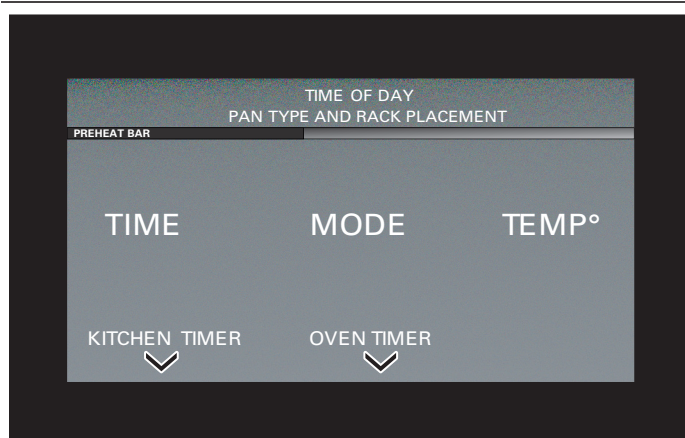 TIME OF DAY
PAN TYPE AND RACK PLACEMENT
PREHEAT BAR
TIME MODE TEMP°
KITCHEN TIMER OVEN TIMER